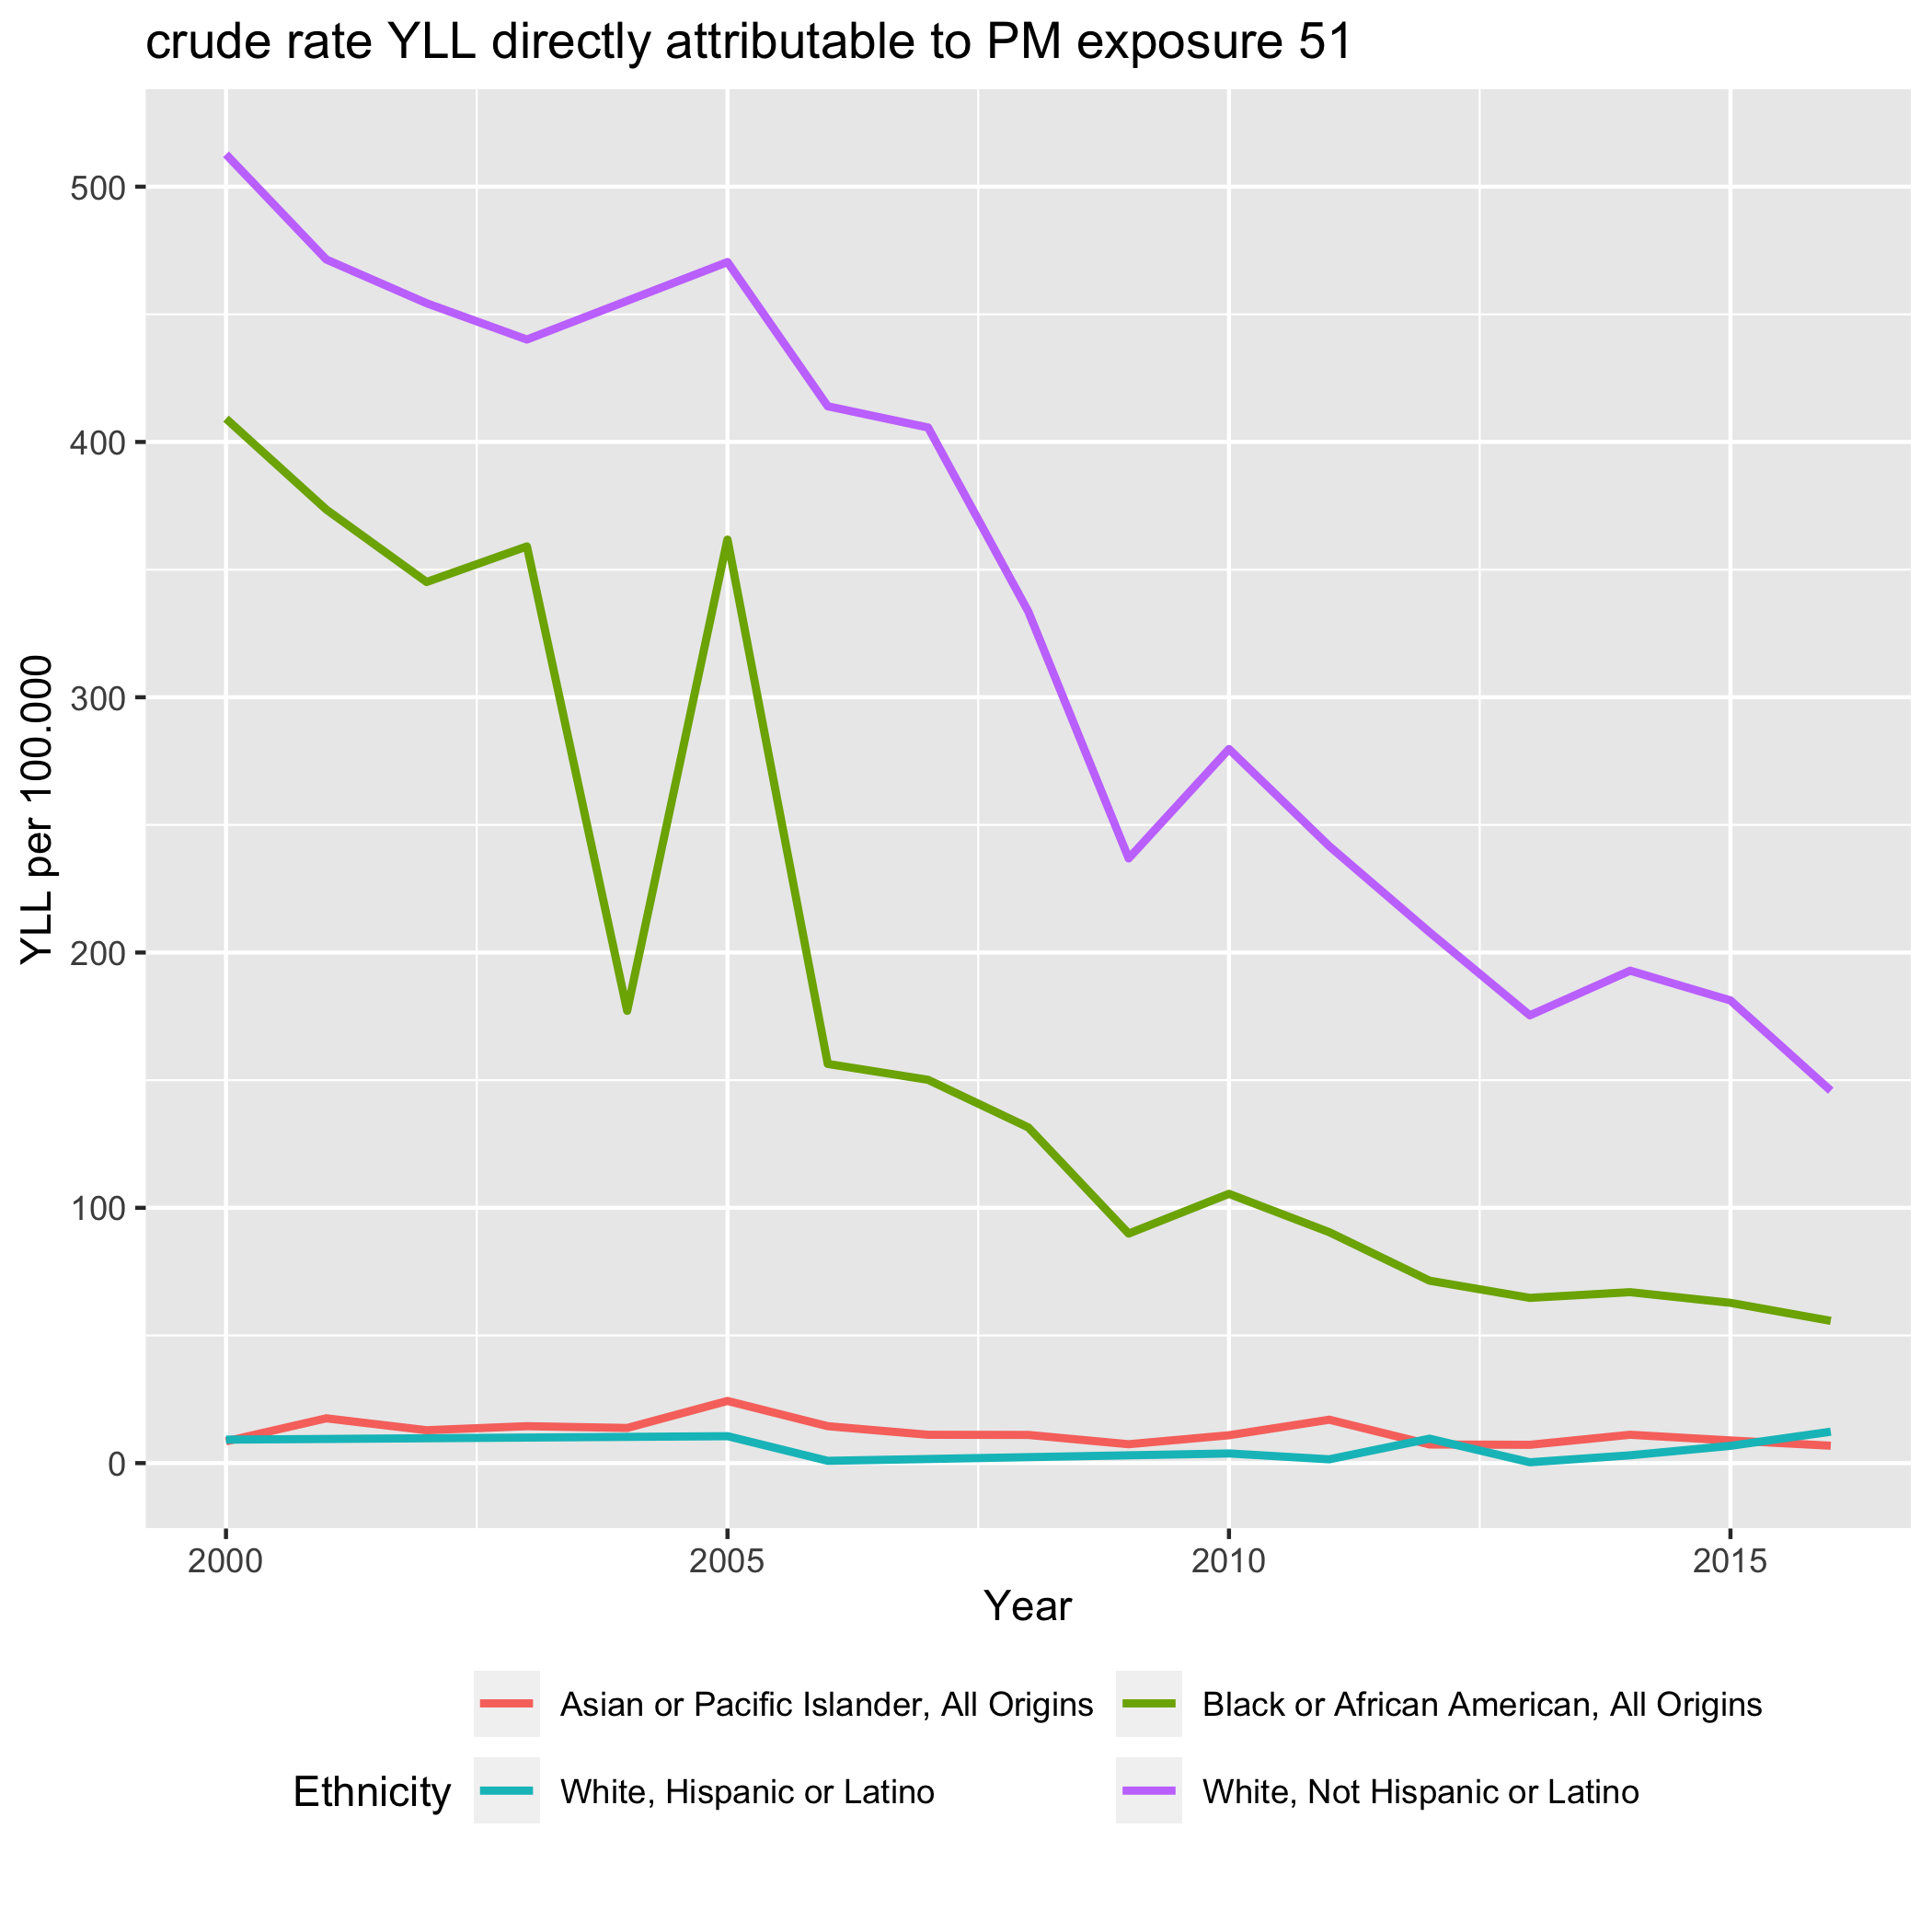 crude rate YLL directly attributable to PM exposure 51
YLL per 100.000
500
400
300
200
100
0
2000 2005 2010 2015
Year
Ethnicity
Asian or Pacific Islander, All Origins
Black or African American, All Origins
White, Hispanic or Latino
White, Not Hispanic or Latino